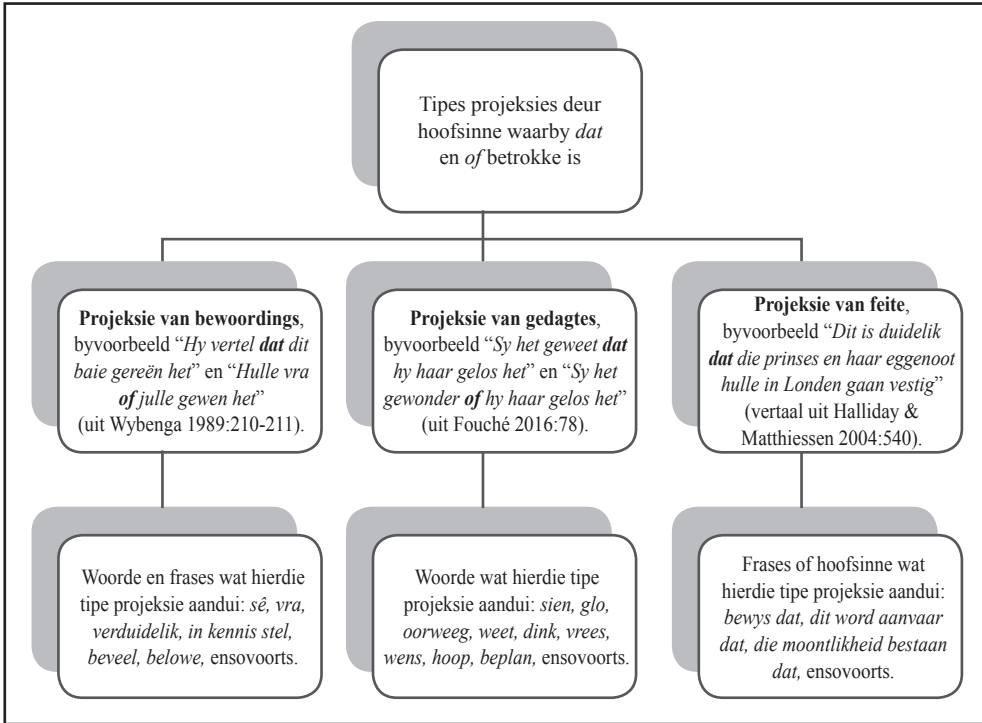 Tipes projeksies deur
hoofsinne waarby dat
en of betrokke is
Projeksie van bewoordings,
byvoorbeeld “Hy vertel dat dit
baie gereën het” en “Hulle vra
of julle gewen het”
(uit Wybenga 1989:210-211).
Projeksie van gedagtes,
byvoorbeeld “Sy het geweet dat
hy haar gelos het” en “Sy het
gewonder of hy haar gelos het”
(uit Fouché 2016:78).
Projeksie van feite,
byvoorbeeld “Dit is duidelik
dat die prinses en haar eggenoot
hulle in Londen gaan vestig”
(vertaal uit Halliday &
Matthiessen 2004:540).
Woorde en frases wat hierdie
tipe projeksie aandui: sê, vra,
verduidelik, in kennis stel,
beveel, belowe, ensovoorts.
Woorde wat hierdie tipe
projeksie aandui: sien, glo,
oorweeg, weet, dink, vrees,
wens, hoop, beplan, ensovoorts.
Frases of hoofsinne wat
hierdie tipe projeksie aandui:
bewys dat, dit word aanvaar
dat, die moontlikheid bestaan
dat, ensovoorts.